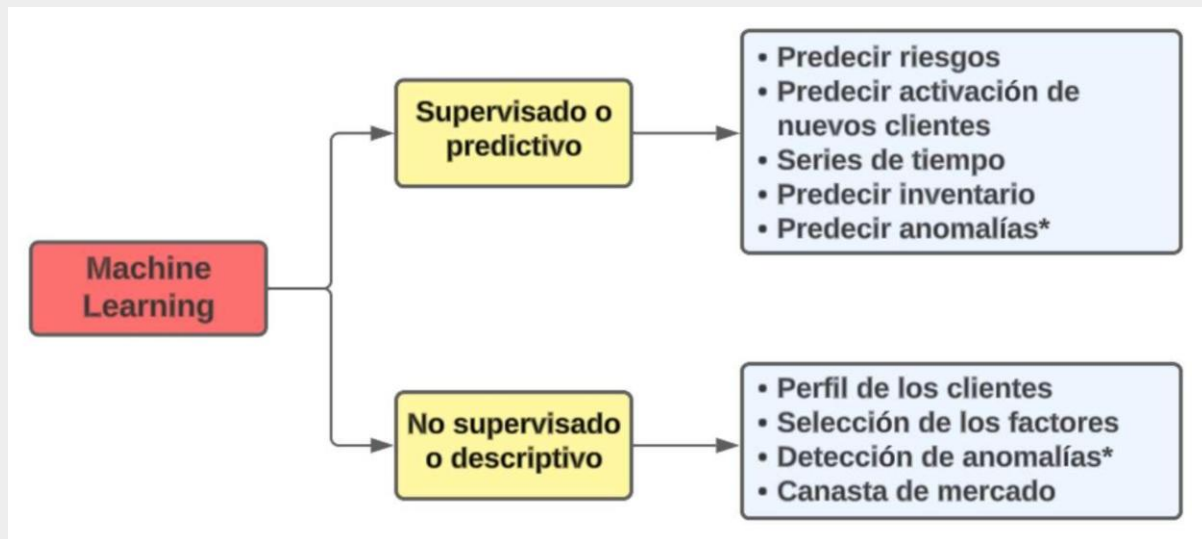 Machine
Learning
Supervisado o
predictivo
• Predecir riesgos
• Predecir activación de
nuevos clientes
• Series de tiempo
• Predecir inventario
• Predecir anomalías*
No supervisado
o descriptivo
• Perfil de los clientes
• Selección de los factores
• Detección de anomalías*
• Canasta de mercado